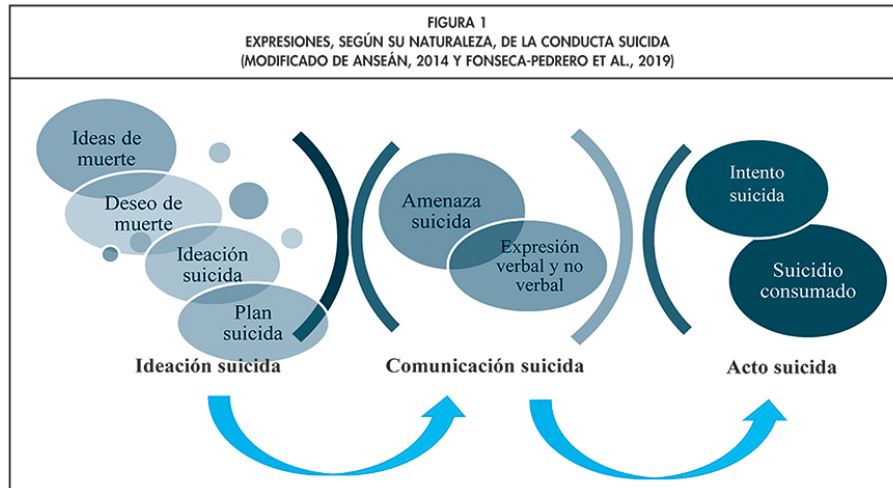 FIGURA 1
EXPRESIONES, SEGÚN SU NATURALEZA, DE LA CONDUCTA SUICIDA
(MODIFICADO DE ANSEÁN, 2014 Y FONSECA-PEDRERO ET AL., 2019)
Ideas de
muerte
Deseo de
muerte
Ideación
suicida
Plan
suicida
Ideación suicida
Amenaza
suicida
Expresión
verbal y no
verbal
Comunicación suicida
Intento
suicida
Suicidio
consumado
Acto suicida